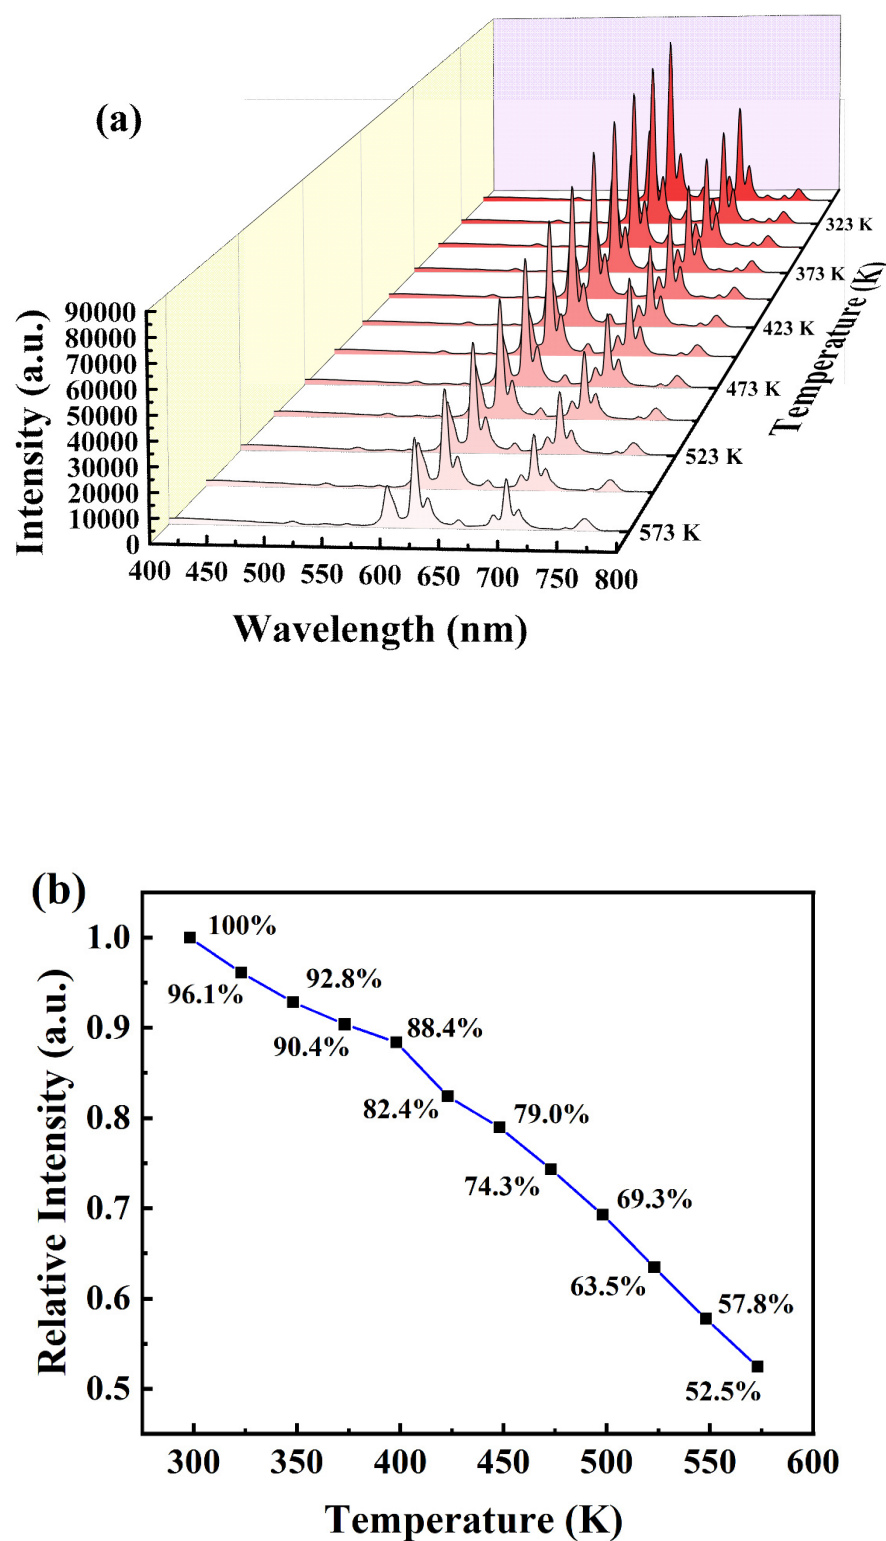 (a)
Intensity (a.u.)
90000
80000
70000
60000
50000
40000
30000
20000
10000
0
400 450 500 550 600 650 700 750 800
Wavelength (nm)
323 K
373 K
423 K
473 K
523 K
573 K
Temperature (K)
(b)
Relative Intensity (a.u.)
1.0
0.9
0.8
0.7
0.6
0.5
100%
96.1%
92.8%
90.4%
88.4%
82.4%
79.0%
74.3%
69.3%
63.5%
57.8%
52.5%
300 350 400 450 500 550 600
Temperature (K)